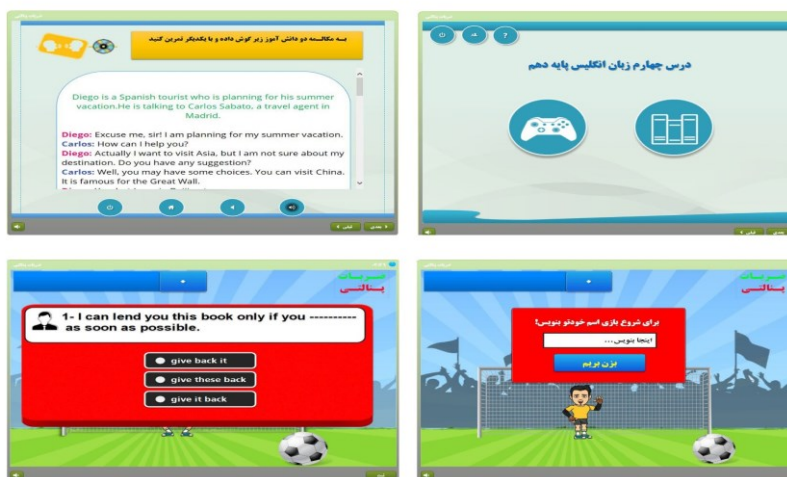 به مکالمه دو دانش آموز زیر گوش داده و با یکدیگر تمرین کنید
Diego is a Spanish tourist who is planning for his summer
vacation.He is talking to Carlos Sabato, a travel agent in
Madrid.
Diego: Excuse me, sir! I am planning for my summer vacation.
Carlos: How can I help you?
Diego: Actually I want to visit Asia, but I am not sure about my
destination. Do you have any suggestion?
Carlos: Well, you may have some choices. You can visit China.
It is famous for the Great Wall.
قبلی
بعدی
?
درس چهارم زبان انگلیس پایه دهم
قبلی
بعدی
ضربات
پنالتی
1- I can lend you this book only if you ----------
as soon as possible.
give back it
give these back
give it back
ضربات
پنالتی
برای شروع بازی اسم خودتو بنویس!
اینجا بنویس...
بزن بریم